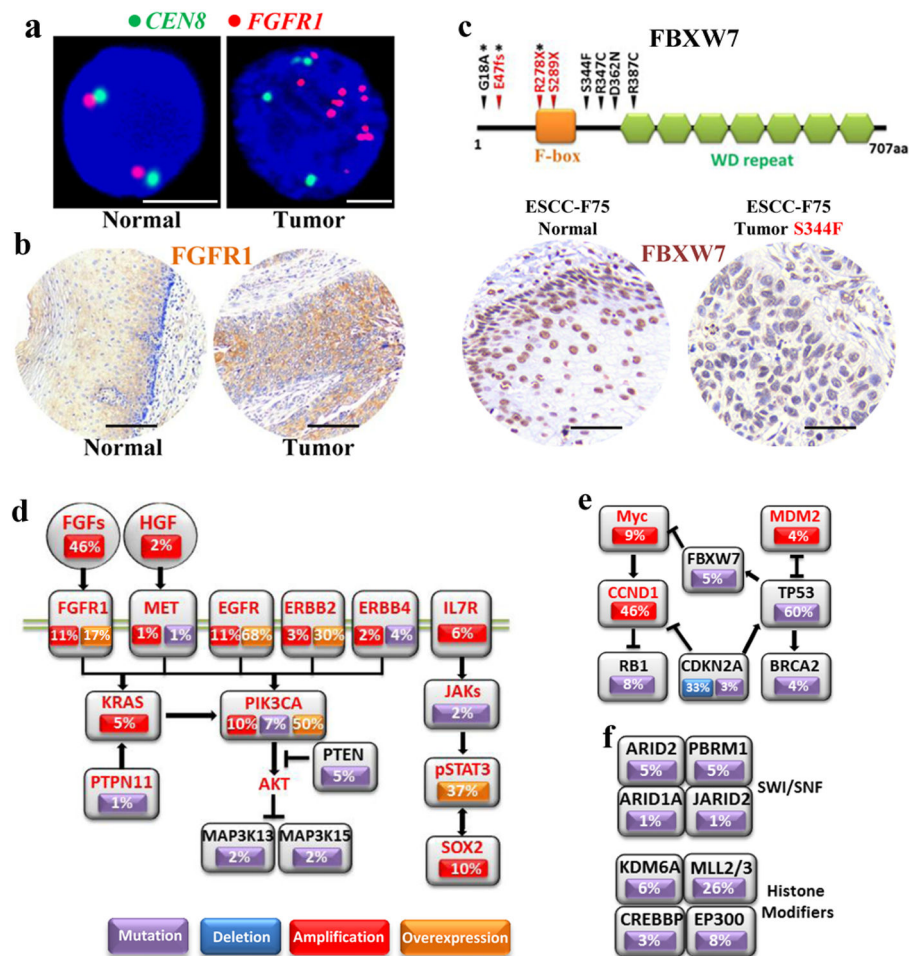 a
CEN8 FGFR1
Normal Tumor
b
FGFR1
Normal Tumor
c
FBXW7
G18A*
E47fs*
R278X*
S289X
S344F
R347C
D362N
R387C
1 707aa
F-box WD repeat
ESCC-F75 ESCC-F75
Normal Tumor S344F
FBXW7
d
FGFs HGF
46% 2%
FGFR1 MET EGFR ERBB2 ERBB4 IL7R
11% 17% 1% 1% 11% 68% 3% 30% 2% 4% 6%
KRAS PIK3CA JAKs
5% 10% 7% 50% 2%
PTPN11 AKT PTEN pSTAT3
1% 5% 37%
MAP3K13 MAP3K15 SOX2
2% 2% 10%
Mutation Deletion Amplification Overexpression
e
Myc MDM2
9% 4%
FBXW7
5%
CCND1 TP53
46% 60%
RB1 CDKN2A BRCA2
8% 33% 3% 4%
f
ARID2 PBRM1
5% 5%
SWI/SNF
ARID1A JARID2
1% 1%
KDM6A MLL2/3
6% 26%
Histone
Modifiers
CREBBP EP300
3% 8%